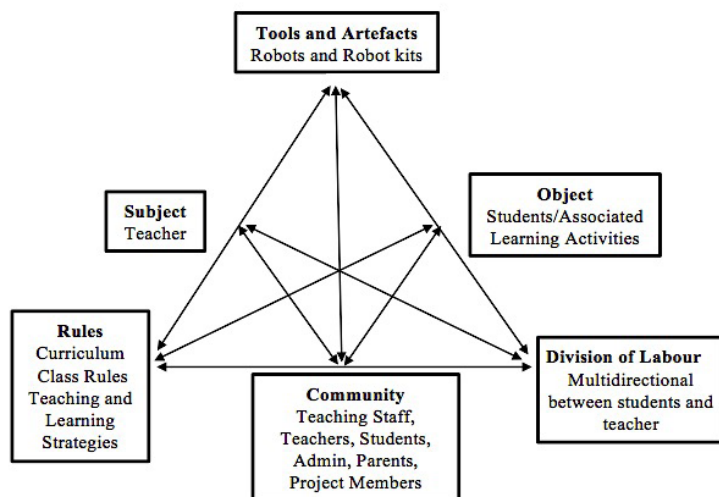 Tools and Artefacts
Robots and Robot kits
Subject
Teacher
Object
Students/Associated
Learning Activities
Rules
Curriculum
Class Rules
Teaching and
Learning
Strategies
Community
Teaching Staff,
Teachers, Students,
Admin, Parents,
Project Members
Division of Labour
Multidirectional
between students and
teacher